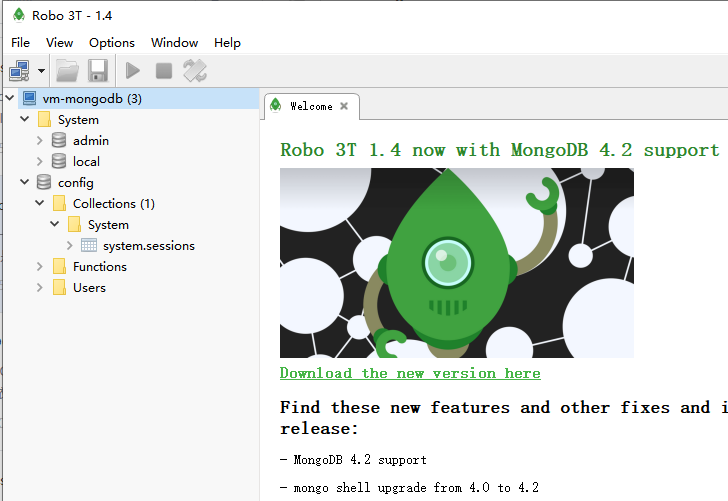 Robo 3T - 1.4
File View Options Window Help
vm-mongodb (3)
System
admin
local
config
Collections (1)
System
system.sessions
Functions
Users
Welcome
Robo 3T 1.4 now with MongoDB 4.2 support
Download the new version here
Find these new features and other fixes and i
release:
- MongoDB 4.2 support
- mongo shell upgrade from 4.0 to 4.2